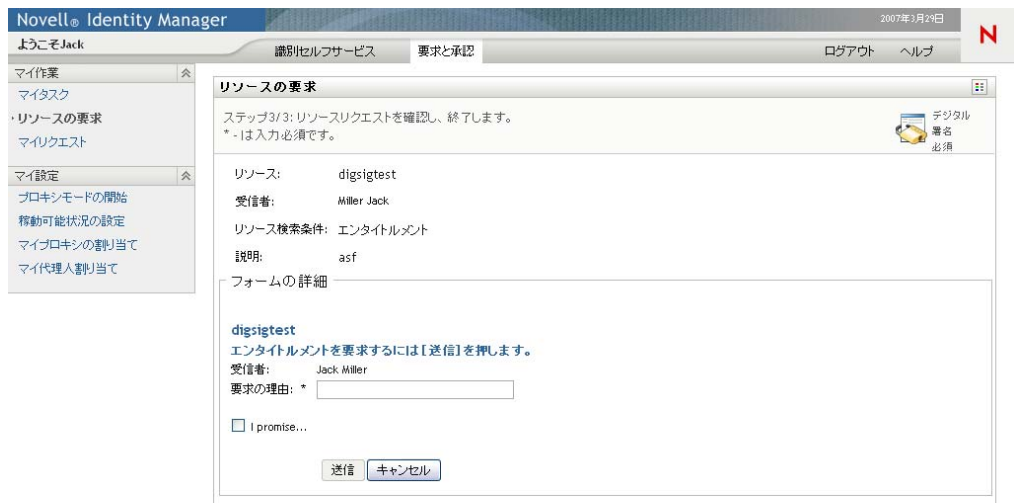 Novell® Identity Manager
2007年3月29日
ようこそJack
識別セルフサービス
要求と承認
ログアウト
ヘルプ
N
マイ作業
マイタスク
リソースの要求
マイリクエスト
マイ設定
プロキシモードの開始
稼動可能状況の設定
マイプロキシの割り当て
マイ代理人割り当て
リソースの要求
ステップ3/3: リソースリクエストを確認し、終了します。
* - は入力必須です。
デジタル
署名
必須
リソース: digsigtest
受信者: Miller Jack
リソース検索条件: エンタイトルメント
説明: asf
フォームの詳細
digsigtest
エンタイトルメントを要求するには[送信]を押します。
受信者: Jack Miller
要求の理由: *
I promise...
送信 キャンセル